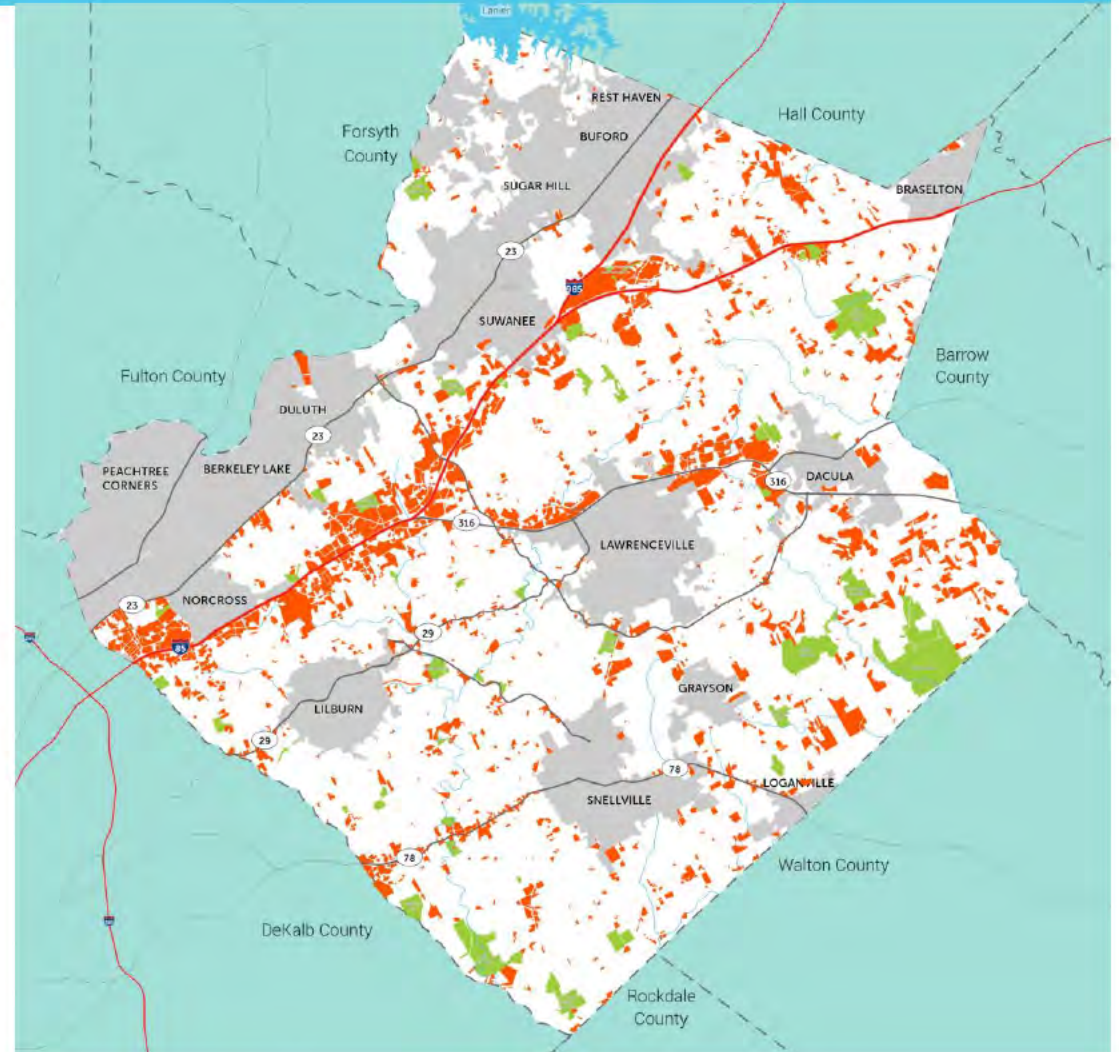 Lanier
REST HAVEN
Hall County
Forsyth
County
BUFORD
SUGAR HILL
BRASELTON
23
985
SUWANEE
Barrow
County
Fulton County
DULUTH
23
PEACHTREE
CORNERS
BERKELEY LAKE
DACULA
316
316
LAWRENCEVILLE
NORCROSS
23
29
85
GRAYSON
LILBURN
29
78
LOGANVILLE
SNELLVILLE
78
Walton County
DeKalb County
Rockdale
County